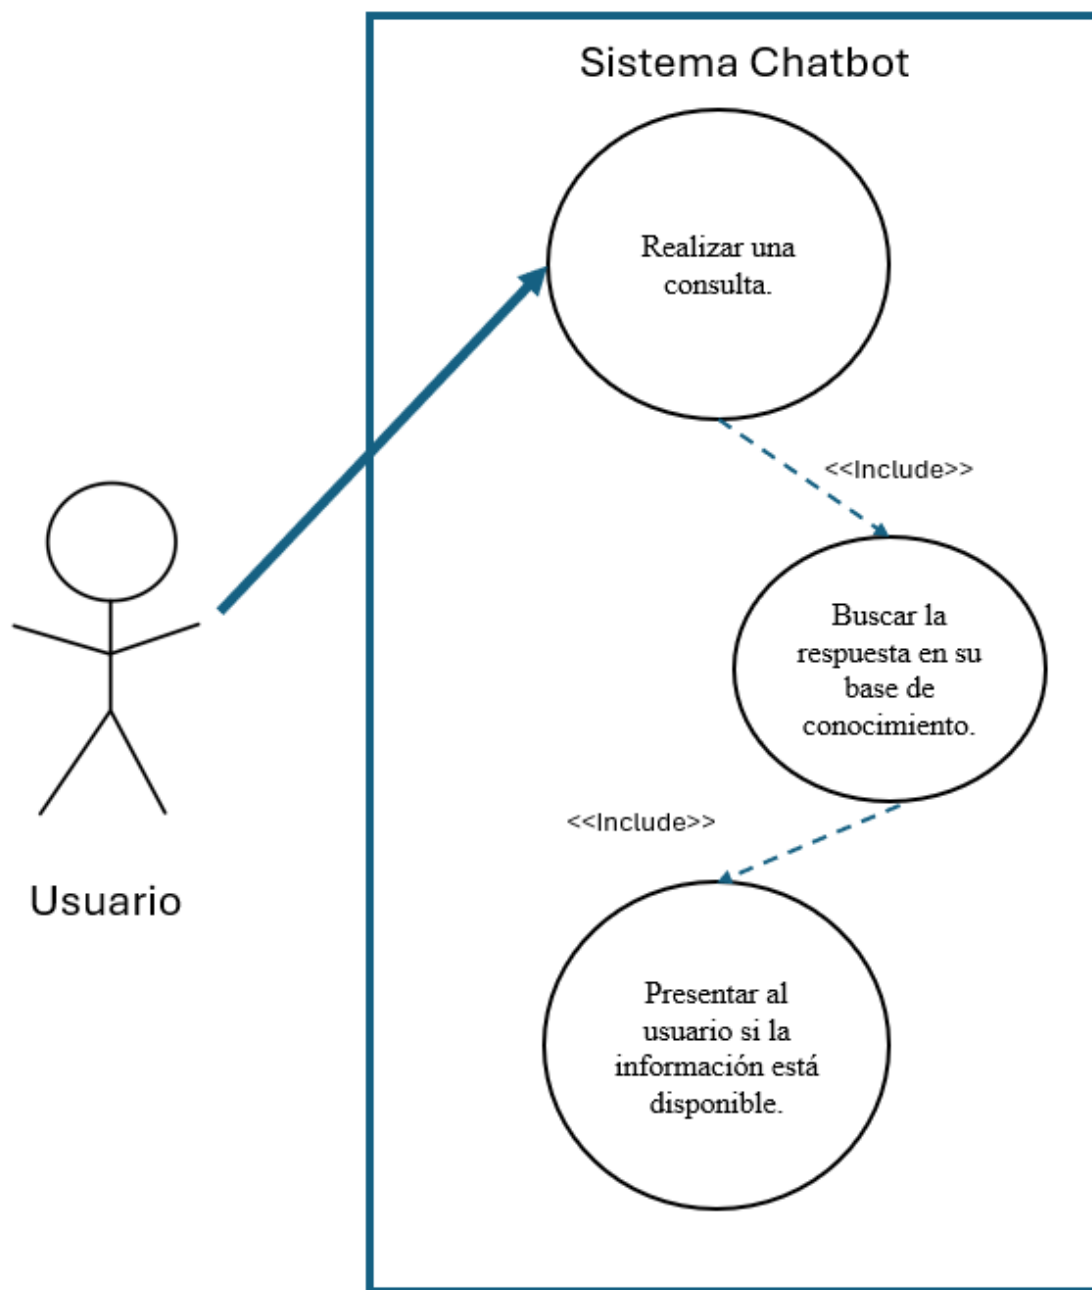 Sistema Chatbot
Realizar una
consulta.
<<Include>>
Buscar la
respuesta en su
base de
conocimiento.
<<Include>>
Usuario
Presentar al
usuario si la
información está
disponible.